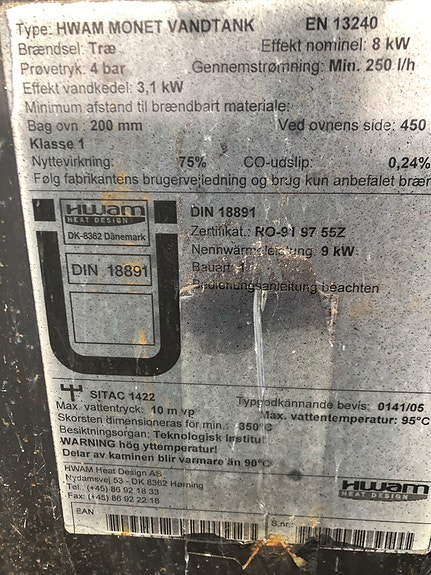 Type: HWAM MONET VANDTANK EN 13240
Brændsel: Træ Effekt nominel: 8 kW
Prøvetryk: 4 bar Gennemstrømning: Min. 250 l/h
Effekt vandkedel: 3,1 kW
Minimum afstand til brændbart materiale:
Bag ovn : 200 mm Ved ovnens side: 450
Klasse 1
Nyttevirkning: 75% CO-udslip: 0,24%
Følg fabrikantens brugervejledning og brug kun anbefalet bræn
HWAM
HEAT DESIGN
DK-8362 Dänemark
DIN 18891
DIN 18891
Zertifikat.: RO-91 97 55Z
Nennwärmeleistung: 9 kW
Bauart 1
Bedienungsanleitung beachten
SITAC 1422 Typgodkännande bevis: 0141/05
Max. vattentryck: 10 m vp Max. vattentemperatur: 95°C
Skorsten dimensioneras för min.: 350°C
Besiktningsorgan: Teknologisk Institut
WARNING hög yttemperatur!
Delar av kaminen blir varmare än 90°C
HWAM Heat Design AS
Nydamsvej 53 - DK 8362 Hørning
Tel.: (+45) 86 92 18 33
Fax: (+45) 86 92 22 18
HWAM
HEAT DESIGN
EAN S.nr.: